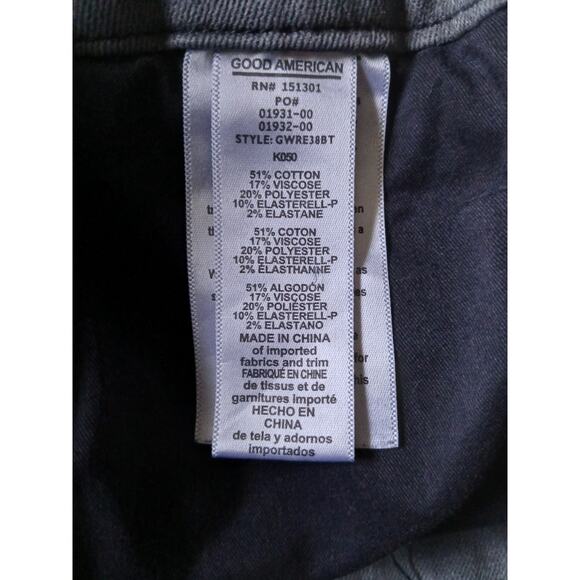 GOOD AMERICAN
RN# 151301
PO#
01931-00
01932-00
STYLE: GWRE38BT
K050
51% COTTON
17% VISCOSE
20% POLYESTER
10% ELASTERELL-P
2% ELASTANE
51% COTON
17% VISCOSE
20% POLYESTER
10% ELASTERELL-P
2% ÉLASTHANNE
51% ALGODÓN
17% VISCOSE
20% POLIÉSTER
10% ELASTERELL-P
2% ELASTANO
MADE IN CHINA
of imported
fabrics and trim
FABRIQUÉ EN CHINE
de tissus et de
garnitures importé
HECHO EN
CHINA
de tela y adornos
importados